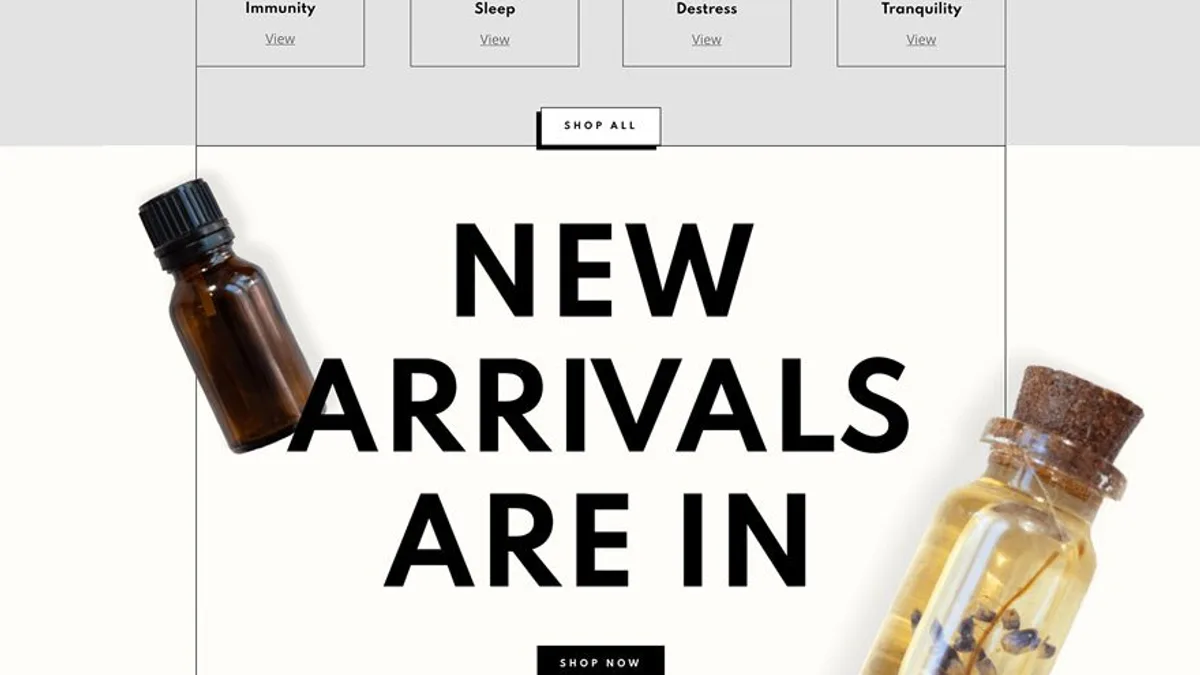 Immunity Sleep Destress Tranquility
View View View View
SHOP ALL
NEW
ARRIVALS
ARE IN
SHOP NOW